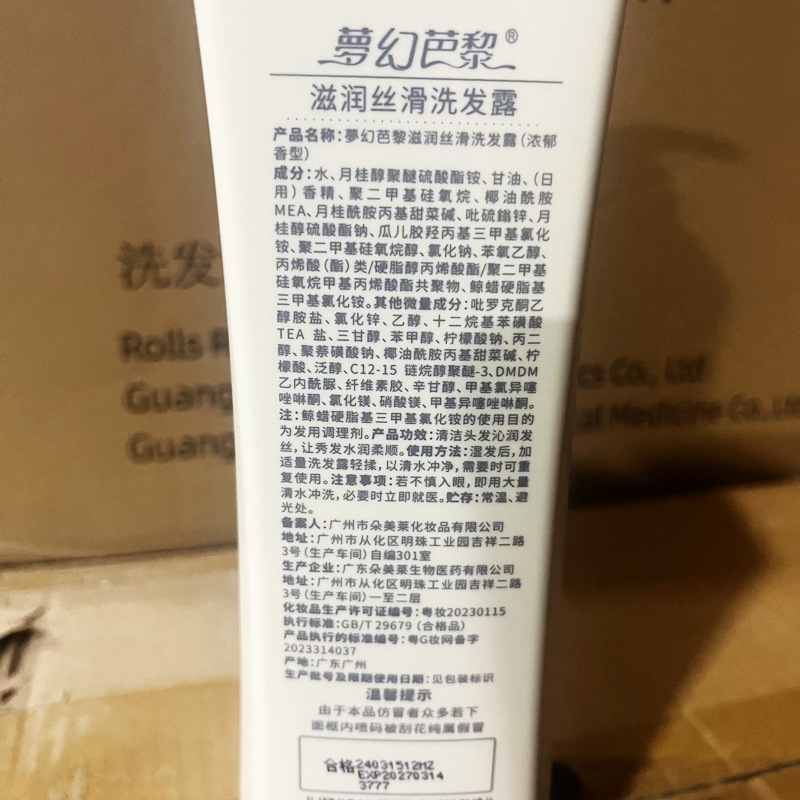 夢幻芭黎®
滋润丝滑洗发露
产品名称:夢幻芭黎滋润丝滑洗发露(浓郁
香型)
成分:水、月桂醇聚醚硫酸酯铵、甘油、(日
用)香精、聚二甲基硅氧烷、椰油酰胺
MEA、月桂酰胺丙基甜菜碱、吡硫鎓锌、月
桂醇硫酸酯钠、瓜儿胶羟丙基三甲基氯化
铵、聚二甲基硅氧烷醇、氯化钠、苯氧乙醇、
丙烯酸(酯)类/硬脂醇丙烯酸酯/聚二甲基
硅氧烷甲基丙烯酸酯共聚物、鲸蜡硬脂基
三甲基氯化铵。其他微量成分:吡罗克酮乙
醇胺盐、氯化锌、乙醇、十二烷基苯磺酸
TEA 盐、三甘醇、苯甲醇、柠檬酸钠、丙二
醇、聚萘磺酸钠、椰油酰胺丙基甜菜碱、柠
檬酸、泛醇、C12-15 链烷醇聚醚-3、DMDM
乙内酰脲、纤维素胶、辛甘醇、甲基氯异噻
唑啉酮、氯化镁、硝酸镁、甲基异噻唑啉酮。
注:鲸蜡硬脂基三甲基氯化铵的使用目的
为发用调理剂。产品功效:清洁头发沁润发
丝,让秀发水润柔顺。使用方法:湿发后,加
适量洗发露轻揉,以清水冲净,需要时可重
复使用。注意事项:若不慎入眼,即用大量
清水冲洗,必要时立即就医。贮存:常温、避
光处。
备案人:广州市朵美莱化妆品有限公司
地址:广州市从化区明珠工业园吉祥二路
3号(生产车间)自编301室
生产企业:广东朵美莱生物医药有限公司
地址:广州市从化区明珠工业园吉祥二路
3号(生产车间)一至二层
化妆品生产许可证编号:粤妆20230115
执行标准:GB/T 29679(合格品)
产品执行的标准编号:粤G妆网备字
2023314037
产地:广东广州
生产批号及限期使用日期:见包装标识
温馨提示
由于本品仿冒者众多若下
面框内喷码被刮花纯属假冒
合格24031512HZ
EXP20270314
3777
洗发
Rolls R
Guang
Guang
cs Co., Ltd
al Medicine Co.,